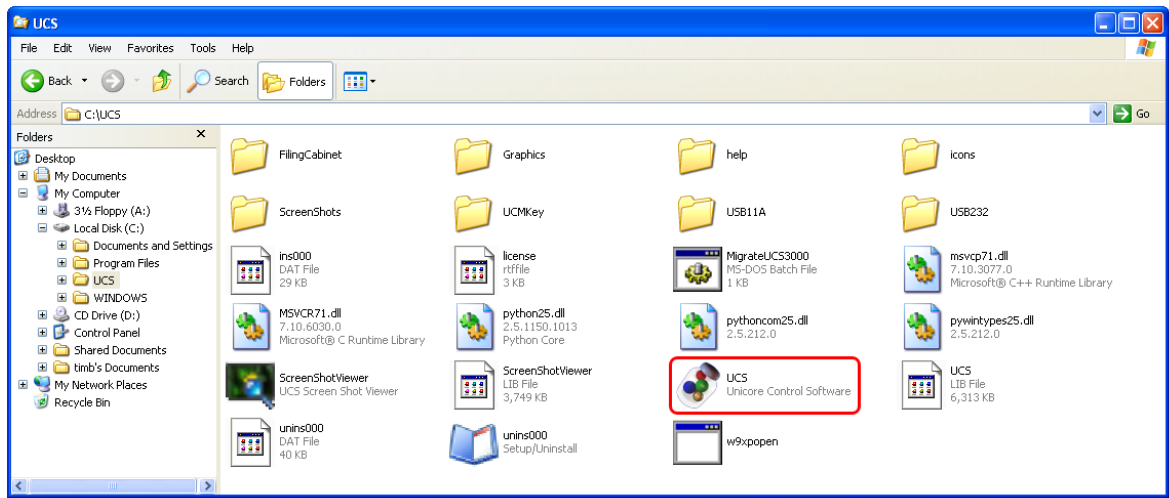 UCS
File Edit View Favorites Tools Help
Back Search Folders
Address C:\UCS Go
Folders
Desktop
My Documents
My Computer
3½ Floppy (A:)
Local Disk (C:)
Documents and Settings
Program Files
UCS
WINDOWS
CD Drive (D:)
Control Panel
Shared Documents
timb's Documents
My Network Places
Recycle Bin
FilingCabinet
Graphics
help
icons
ScreenShots
UCMKey
USB11A
USB232
ins000
DAT File
29 KB
license
rtffile
3 KB
MigrateUCS3000
MS-DOS Batch File
1 KB
msvcp71.dll
7.10.3077.0
Microsoft® C++ Runtime Library
MSVCR71.dll
7.10.6030.0
Microsoft® C Runtime Library
python25.dll
2.5.1150.1013
Python Core
pythoncom25.dll
2.5.212.0
pywintypes25.dll
2.5.212.0
ScreenShotViewer
UCS Screen Shot Viewer
ScreenShotViewer
LIB File
3,749 KB
UCS
Unicore Control Software
UCS
LIB File
6,313 KB
unins000
DAT File
40 KB
unins000
Setup/Uninstall
w9xpopen